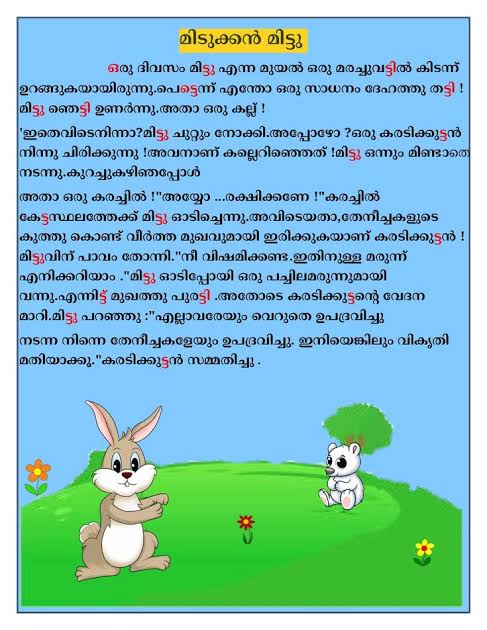 മിടുക്കൻ മിട്ടു
ഒരു ദിവസം മിട്ടു എന്ന മുയൽ ഒരു മരച്ചുവട്ടിൽ കിടന്ന്
ഉറങ്ങുകയായിരുന്നു.പെട്ടെന്ന് എന്തോ ഒരു സാധനം ദേഹത്തു തട്ടി !
മിട്ടു ഞെട്ടി ഉണർന്നു.അതാ ഒരു കല്ല് !
'ഇതെവിടെനിന്നാ?മിട്ടു ചുറ്റും നോക്കി.അപ്പോഴോ ?ഒരു കരടിക്കുട്ടൻ
നിന്നു ചിരിക്കുന്നു !അവനാണ് കല്ലെറിഞ്ഞെത് !മിട്ടു ഒന്നും മിണ്ടാതെ
നടന്നു.കുറച്ചുകഴിഞ്ഞപ്പോൾ
അതാ ഒരു കരച്ചിൽ !"അയ്യോ ...രക്ഷിക്കണേ !"കരച്ചിൽ
കേട്ടസ്ഥലത്തേക്ക് മിട്ടു ഓടിച്ചെന്നു.അവിടെയതാ,തേനീച്ചകളുടെ
കുത്തു കൊണ്ട് വീർത്ത മുഖവുമായി ഇരിക്കുകയാണ് കരടിക്കുട്ടൻ !
മിട്ടുവിന് പാവം തോന്നി."നീ വിഷമിക്കണ്ട.ഇതിനുള്ള മരുന്ന്
എനിക്കറിയാം ."മിട്ടു ഓടിപ്പോയി ഒരു പച്ചിലമരുന്നുമായി
വന്നു.എന്നിട്ട് മുഖത്തു പുരട്ടി .അതോടെ കരടിക്കുട്ടന്റെ വേദന
മാറി.മിട്ടു പറഞ്ഞു :"എല്ലാവരേയും വെറുതെ ഉപദ്രവിച്ചു
നടന്ന നിന്നെ തേനീച്ചകളേയും ഉപദ്രവിച്ചു. ഇനിയെങ്കിലും വികൃതി
മതിയാക്കൂ."കരടിക്കുട്ടൻ സമ്മതിച്ചു .